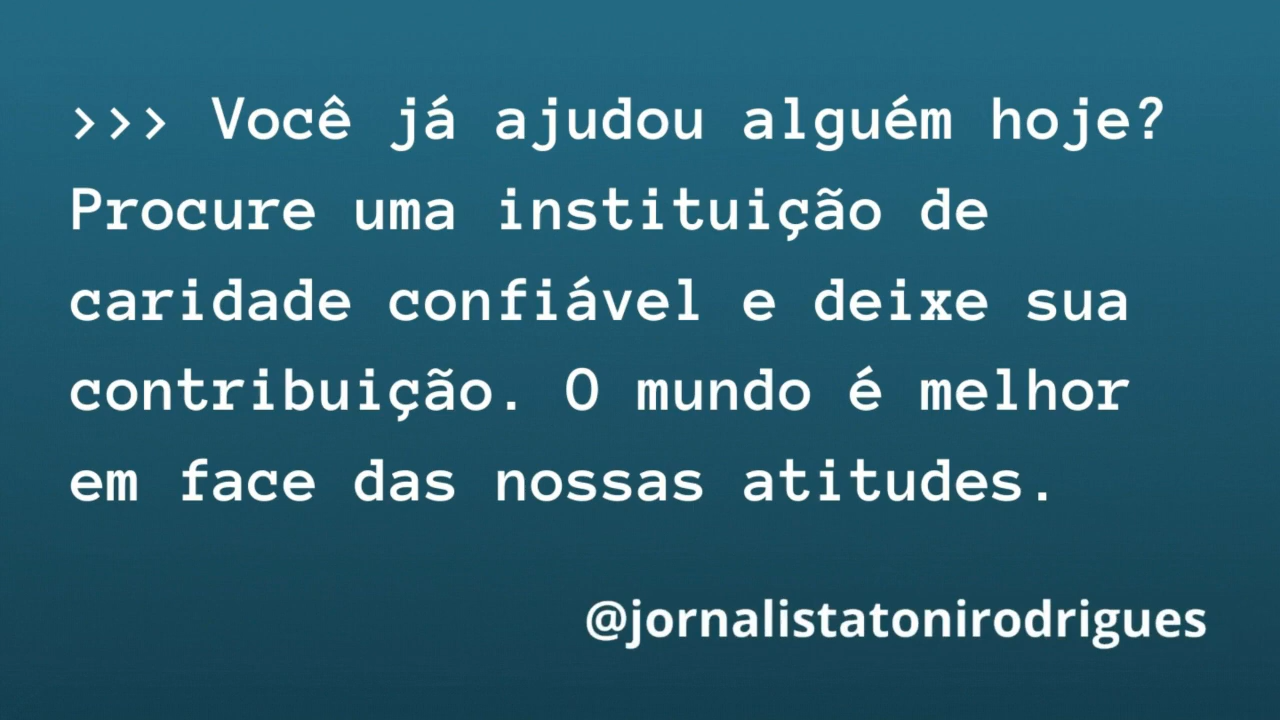 >>> Você já ajudou alguém hoje?
Procure uma instituição de
caridade confiável e deixe sua
contribuição. O mundo é melhor
em face das nossas atitudes.
@jornalistatonirodrigues